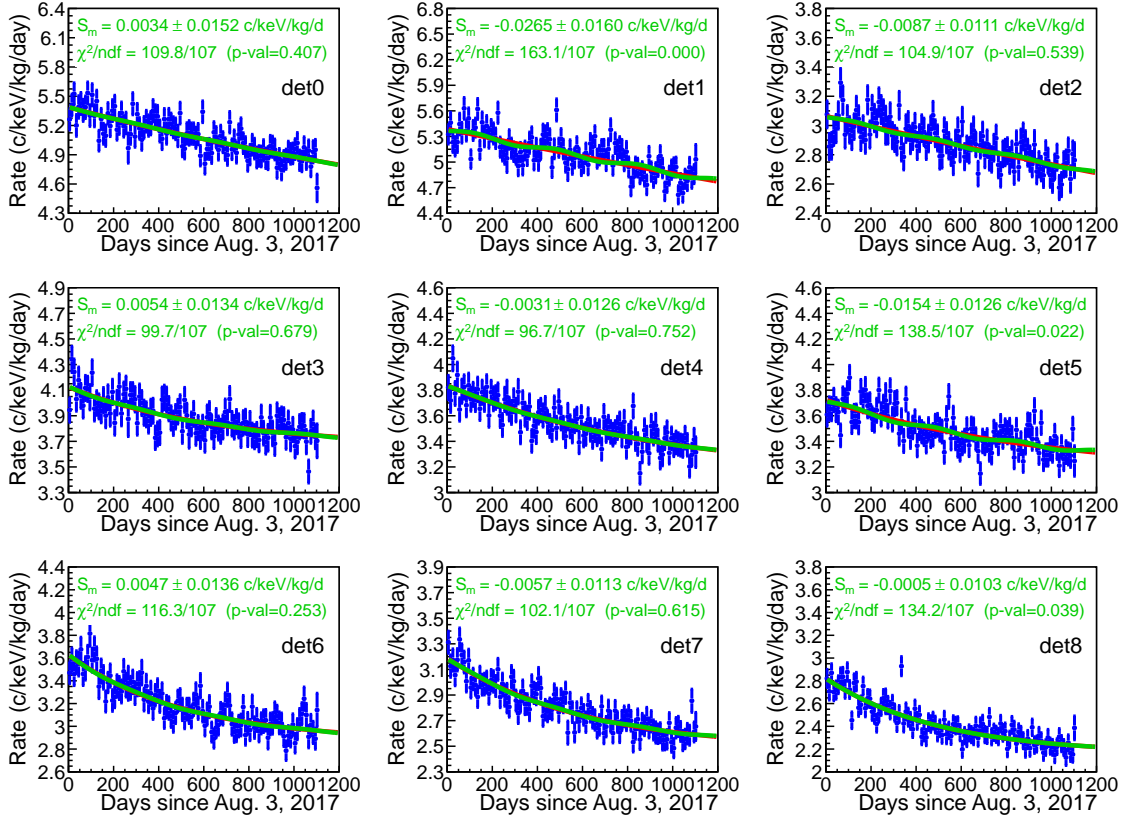 S_m = 0.0034 ± 0.0152 c/keV/kg/d
χ²/ndf = 109.8/107 (p-val=0.407)
det0
Rate (c/keV/kg/day)
6.4
6.1
5.8
5.5
5.2
4.9
4.6
4.3
0 200 400 600 800 1000 1200
Days since Aug. 3, 2017
S_m = -0.0265 ± 0.0160 c/keV/kg/d
χ²/ndf = 163.1/107 (p-val=0.000)
det1
Rate (c/keV/kg/day)
6.8
6.5
6.2
5.9
5.6
5.3
5
4.7
4.4
0 200 400 600 800 1000 1200
Days since Aug. 3, 2017
S_m = -0.0087 ± 0.0111 c/keV/kg/d
χ²/ndf = 104.9/107 (p-val=0.539)
det2
Rate (c/keV/kg/day)
3.8
3.6
3.4
3.2
3
2.8
2.6
2.4
0 200 400 600 800 1000 1200
Days since Aug. 3, 2017
S_m = 0.0054 ± 0.0134 c/keV/kg/d
χ²/ndf = 99.7/107 (p-val=0.679)
det3
Rate (c/keV/kg/day)
4.9
4.7
4.5
4.3
4.1
3.9
3.7
3.5
3.3
0 200 400 600 800 1000 1200
Days since Aug. 3, 2017
S_m = -0.0031 ± 0.0126 c/keV/kg/d
χ²/ndf = 96.7/107 (p-val=0.752)
det4
Rate (c/keV/kg/day)
4.6
4.4
4.2
4
3.8
3.6
3.4
3.2
3
0 200 400 600 800 1000 1200
Days since Aug. 3, 2017
S_m = -0.0154 ± 0.0126 c/keV/kg/d
χ²/ndf = 138.5/107 (p-val=0.022)
det5
Rate (c/keV/kg/day)
4.6
4.4
4.2
4
3.8
3.6
3.4
3.2
3
0 200 400 600 800 1000 1200
Days since Aug. 3, 2017
S_m = 0.0047 ± 0.0136 c/keV/kg/d
χ²/ndf = 116.3/107 (p-val=0.253)
det6
Rate (c/keV/kg/day)
4.4
4.2
4
3.8
3.6
3.4
3.2
3
2.8
2.6
0 200 400 600 800 1000 1200
Days since Aug. 3, 2017
S_m = -0.0057 ± 0.0113 c/keV/kg/d
χ²/ndf = 102.1/107 (p-val=0.615)
det7
Rate (c/keV/kg/day)
3.9
3.7
3.5
3.3
3.1
2.9
2.7
2.5
2.3
0 200 400 600 800 1000 1200
Days since Aug. 3, 2017
S_m = -0.0005 ± 0.0103 c/keV/kg/d
χ²/ndf = 134.2/107 (p-val=0.039)
det8
Rate (c/keV/kg/day)
3.8
3.6
3.4
3.2
3
2.8
2.6
2.4
2.2
2
0 200 400 600 800 1000 1200
Days since Aug. 3, 2017